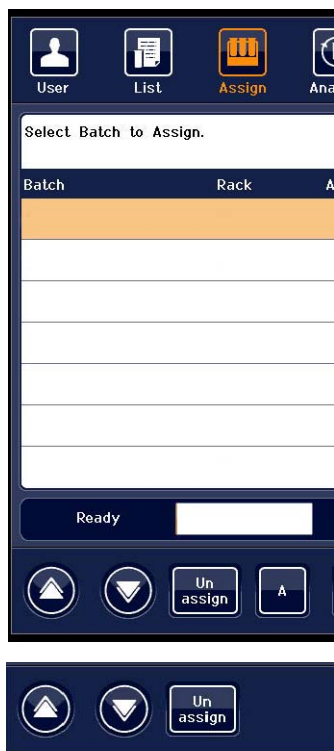 User List Assign Ana
Select Batch to Assign.
Batch Rack A
Ready
Un
assign A
Un
assign